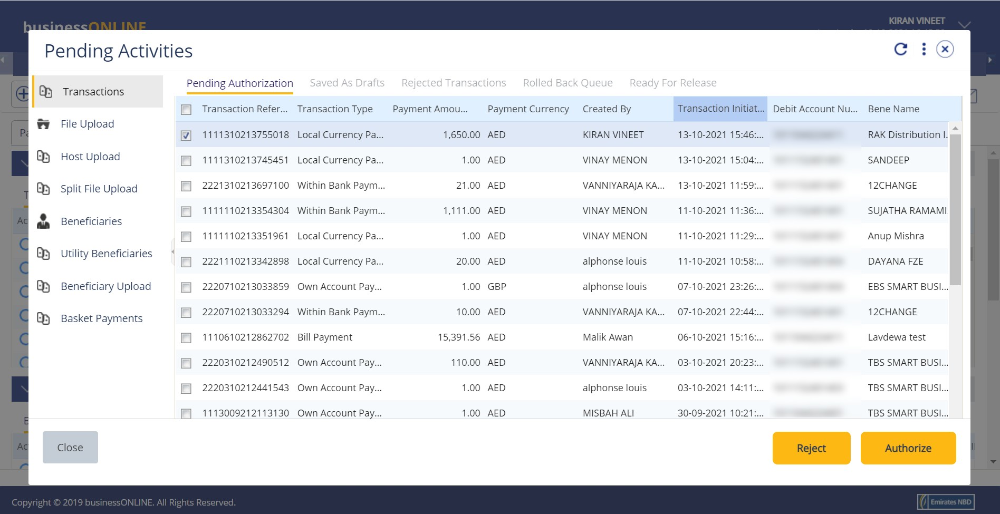 businessONLINE
KIRAN VINEET
Pending Activities
Transactions
File Upload
Host Upload
Split File Upload
Beneficiaries
Utility Beneficiaries
Beneficiary Upload
Basket Payments
Pending Authorization Saved As Drafts Rejected Transactions Rolled Back Queue Ready For Release
Transaction Refer... Transaction Type Payment Amou... Payment Currency Created By Transaction Initiat... Debit Account Nu... Bene Name
1111310213755018 Local Currency Pa... 1,650.00 AED KIRAN VINEET 13-10-2021 15:46:... RAK Distribution I.
1111310213745451 Local Currency Pa... 1.00 AED VINAY MENON 13-10-2021 15:04:... SANDEEP
2221310213697100 Within Bank Paym... 21.00 AED VANNIYARAJA KA... 13-10-2021 11:59:... 12CHANGE
1111110213354304 Within Bank Paym... 1,111.00 AED VINAY MENON 11-10-2021 11:36:... SUJATHA RAMAMI
1111110213351961 Local Currency Pa... 1.00 AED VINAY MENON 11-10-2021 11:29:... Anup Mishra
2221110213342898 Local Currency Pa... 20.00 AED alphonse louis 11-10-2021 10:58:... DAYANA FZE
2220710213033859 Own Account Pay... 1.00 GBP alphonse louis 07-10-2021 23:26:... EBS SMART BUSI...
2220710213033294 Within Bank Paym... 10.00 AED VANNIYARAJA KA... 07-10-2021 22:44:... 12CHANGE
1110610212862702 Bill Payment 15,391.56 AED Malik Awan 06-10-2021 15:16:... Lavdewa test
2220310212490512 Own Account Pay... 110.00 AED VANNIYARAJA KA... 03-10-2021 20:23:... TBS SMART BUSI...
2220310212441543 Own Account Pay... 1.00 AED alphonse louis 03-10-2021 14:11:... TBS SMART BUSI...
1113009212113130 Own Account Pay... 1.00 AED MISBAH ALI 30-09-2021 10:21:... TBS SMART BUSI...
Close
Reject
Authorize
Copyright © 2019 businessONLINE. All Rights Reserved.
Emirates NBD